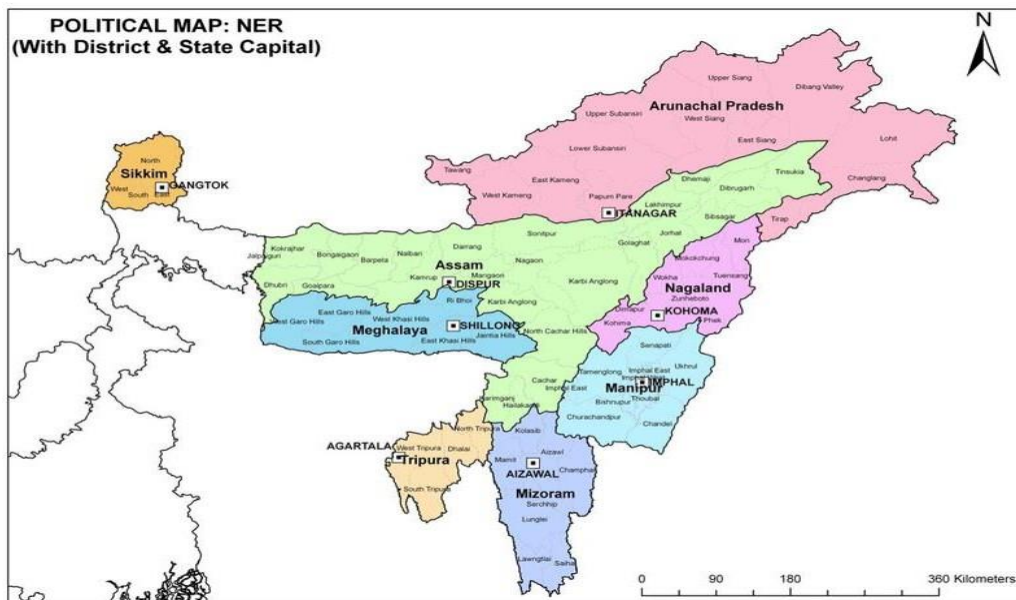 POLITICAL MAP: NER
(With District & State Capital)
N
Upper Siang
Dibang Valley
Arunachal Pradesh
Upper Subansiri
West Siang
East Siang
Lohit
Lower Subansiri
Tawang
East Kameng
West Kameng
Papum Pare
ITANAGAR
Changlang
Tirap
North
Sikkim
West
South
East
GANGTOK
Tinsukia
Dhemaji
Dibrugarh
Lakhimpur
Sibsagar
Jorhat
Golaghat
Sonitpur
Darrang
Kokrajhar
Jalpaiguri
Bongaigaon
Nalbari
Barpeta
Assam
Nagaon
Kamrup
Karbi Anglong
Dhubri
Goalpara
DISPUR
Karbi Anglong
North Cachar Hills
Mon
Mokokchung
Wokha
Tuensang
Nagaland
Zunheboto
Dimapur
KOHOMA
Kohima
Phek
Ri Bhoi
East Garo Hills
West Garo Hills
West Khasi Hills
SHILLONG
Meghalaya
South Garo Hills
East Khasi Hills
Jaintia Hills
Senapati
Ukhrul
Tamenglong
Imphal East
IMPHAL
Manipur
Thoubal
Bishnupur
Churachandpur
Chandel
Cachar
Imphal East
Karimganj
Hailakandi
North Tripura
AGARTALA
West Tripura
Dhalai
Tripura
South Tripura
Kolasib
Mamit
Aizawl
Champhai
AIZAWAL
Mizoram
Serchhip
Lunglei
Lawngtlai
Saiha
0 90 180 360 Kilometers